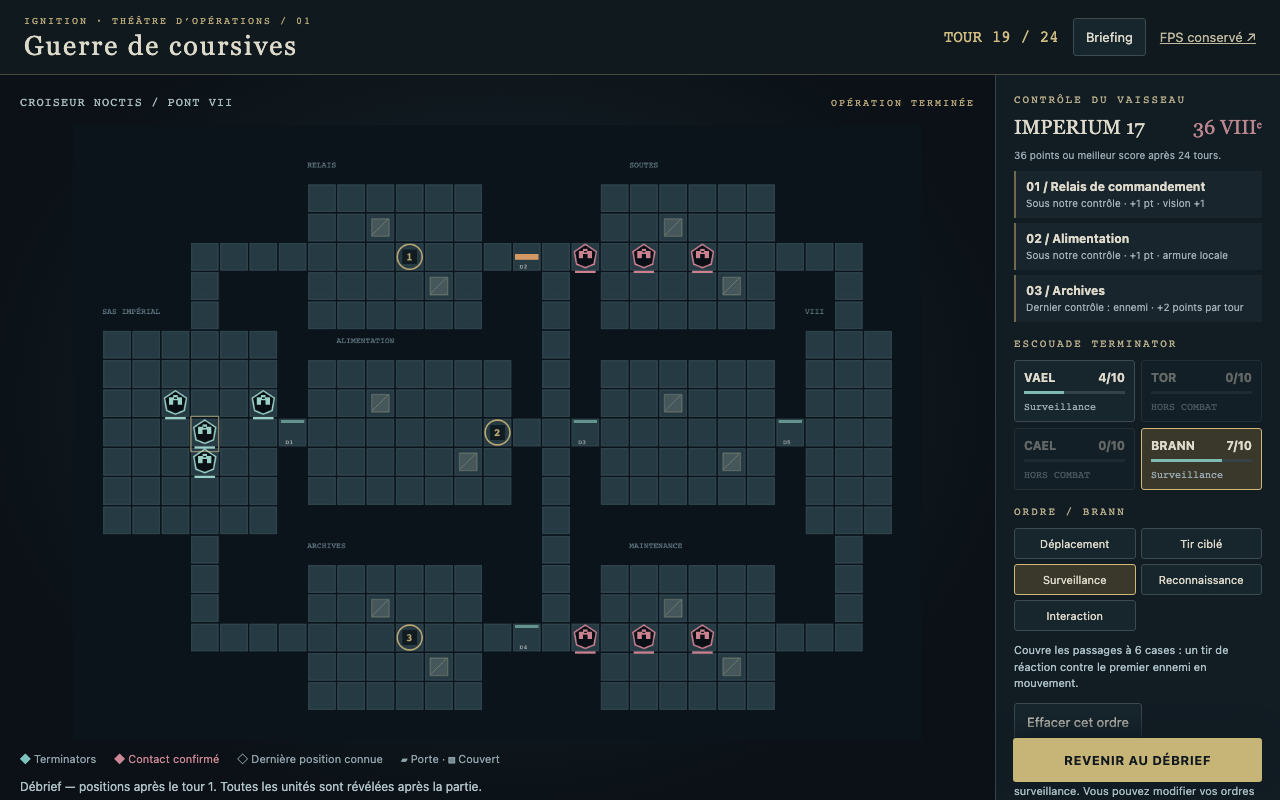 IGNITION · THÉÂTRE D’OPÉRATIONS / 01
Guerre de coursives
TOUR 19 / 24
Briefing
FPS conservé ↗
CROISEUR NOCTIS / PONT VII
OPÉRATION TERMINÉE
RELAIS
SOUTES
1
D2
SAS IMPÉRIAL
VIII
ALIMENTATION
D1
2
D3
D5
ARCHIVES
MAINTENANCE
3
D4
Terminators
Contact confirmé
Dernière position connue
Porte · Couvert
Débrief — positions après le tour 1. Toutes les unités sont révélées après la partie.
CONTRÔLE DU VAISSEAU
IMPERIUM 17
36 VIIIᵉ
36 points ou meilleur score après 24 tours.
01 / Relais de commandement
Sous notre contrôle · +1 pt · vision +1
02 / Alimentation
Sous notre contrôle · +1 pt · armure locale
03 / Archives
Dernier contrôle : ennemi · +2 points par tour
ESCOUADE TERMINATOR
VAEL 4/10
Surveillance
TOR 0/10
HORS COMBAT
CAEL 0/10
HORS COMBAT
BRANN 7/10
Surveillance
ORDRE / BRANN
Déplacement
Tir ciblé
Surveillance
Reconnaissance
Interaction
Couvre les passages à 6 cases : un tir de
réaction contre le premier ennemi en
mouvement.
Effacer cet ordre
REVENIR AU DÉBRIEF
surveillance. Vous pouvez modifier vos ordres